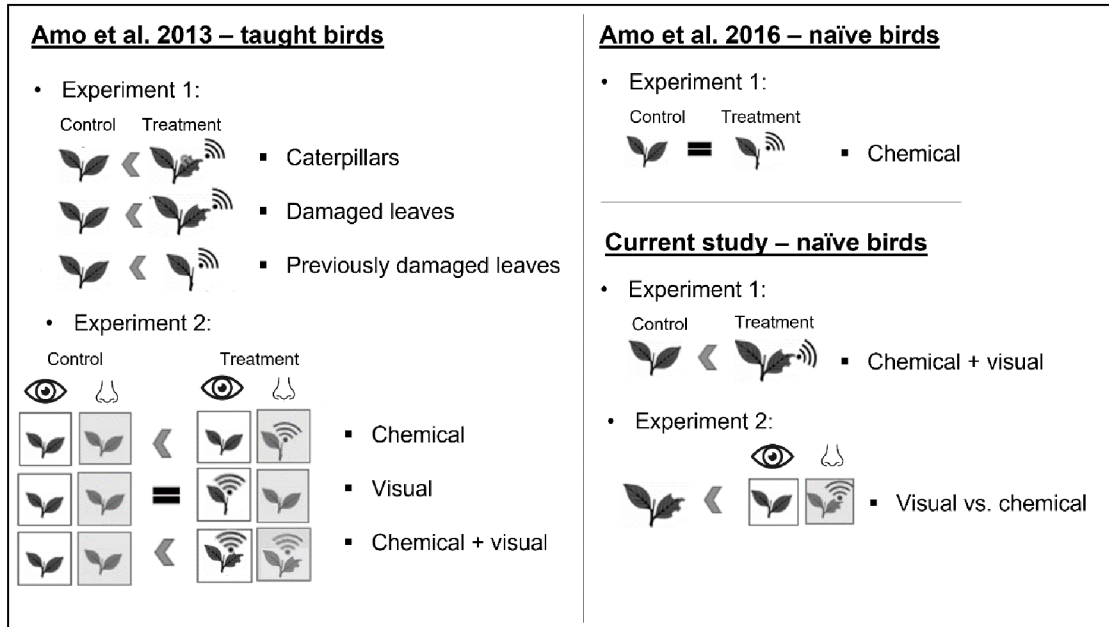 Amo et al. 2013 – taught birds
• Experiment 1:
Control Treatment
▪ Caterpillars
▪ Damaged leaves
▪ Previously damaged leaves
• Experiment 2:
Control Treatment
▪ Chemical
▪ Visual
▪ Chemical + visual
Amo et al. 2016 – naïve birds
• Experiment 1:
Control Treatment
▪ Chemical
Current study – naïve birds
• Experiment 1:
Control Treatment
▪ Chemical + visual
• Experiment 2:
▪ Visual vs. chemical